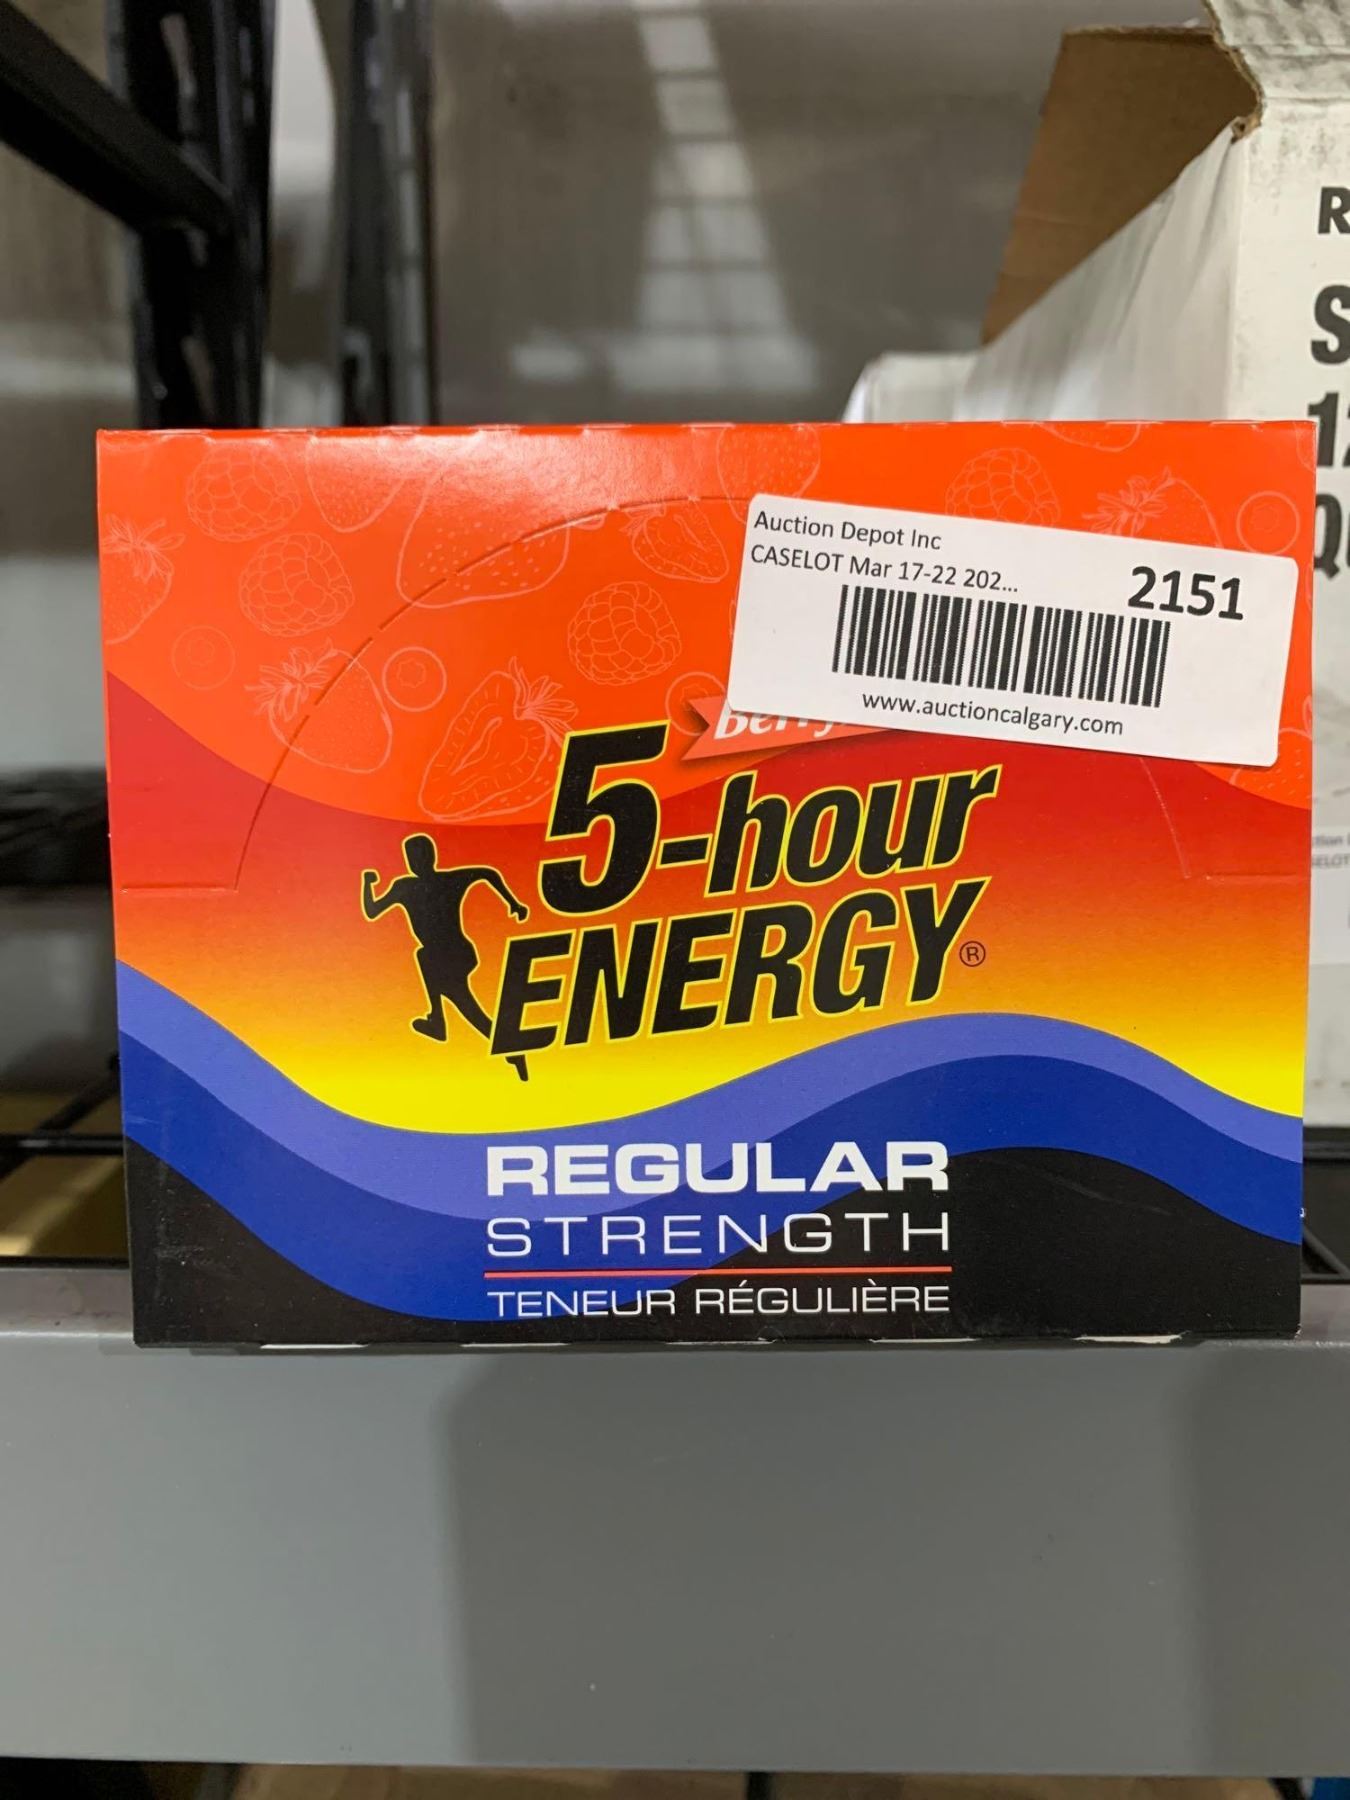 Auction Depot Inc
CASELOT Mar 17-22 202...
2151
www.auctioncalgary.com
Berry
5-hour
ENERGY®
REGULAR
STRENGTH
TENEUR RÉGULIÈRE
R
S